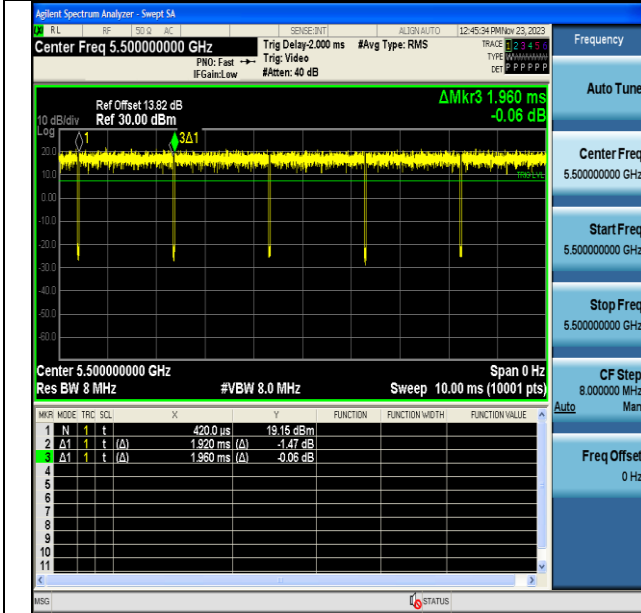 Agilent Spectrum Analyzer - Swept SA
RL RF 50 Ω AC SENSE:INT ALIGN AUTO 12:45:34 PM Nov 23, 2023
Center Freq 5.500000000 GHz
PNO: Fast
IFGain:Low
Trig Delay-2.000 ms
Trig: Video
#Atten: 40 dB
#Avg Type: RMS
TRACE 1 2 3 4 5 6
TYPE W
DET P P P P P P
ΔMkr3 1.960 ms
-0.06 dB
Ref Offset 13.82 dB
Ref 30.00 dBm
10 dB/div
Log
1
3Δ1
20.0
10.0
TRIG LVL
0.00
-10.0
-20.0
-30.0
-40.0
-50.0
-60.0
Center 5.500000000 GHz Span 0 Hz
Res BW 8 MHz #VBW 8.0 MHz Sweep 10.00 ms (10001 pts)
MKR MODE TRC SCL X Y FUNCTION FUNCTION WIDTH FUNCTION VALUE
1 N 1 t 420.0 µs 19.15 dBm
2 Δ1 1 t (Δ) 1.920 ms (Δ) -1.47 dB
3 Δ1 1 t (Δ) 1.960 ms (Δ) -0.06 dB
4
5
6
7
8
9
10
11
MSG STATUS
Frequency
Auto Tune
Center Freq
5.500000000 GHz
Start Freq
5.500000000 GHz
Stop Freq
5.500000000 GHz
CF Step
8.000000 MHz
Auto Man
Freq Offset
0 Hz